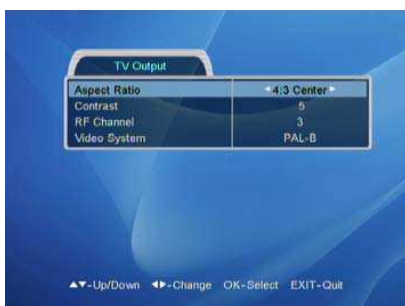 TV Output
Aspect Ratio ◄4:3 Center►
Contrast 5
RF Channel 3
Video System PAL-B
▲▼-Up/Down ◄►-Change OK-Select EXIT-Quit